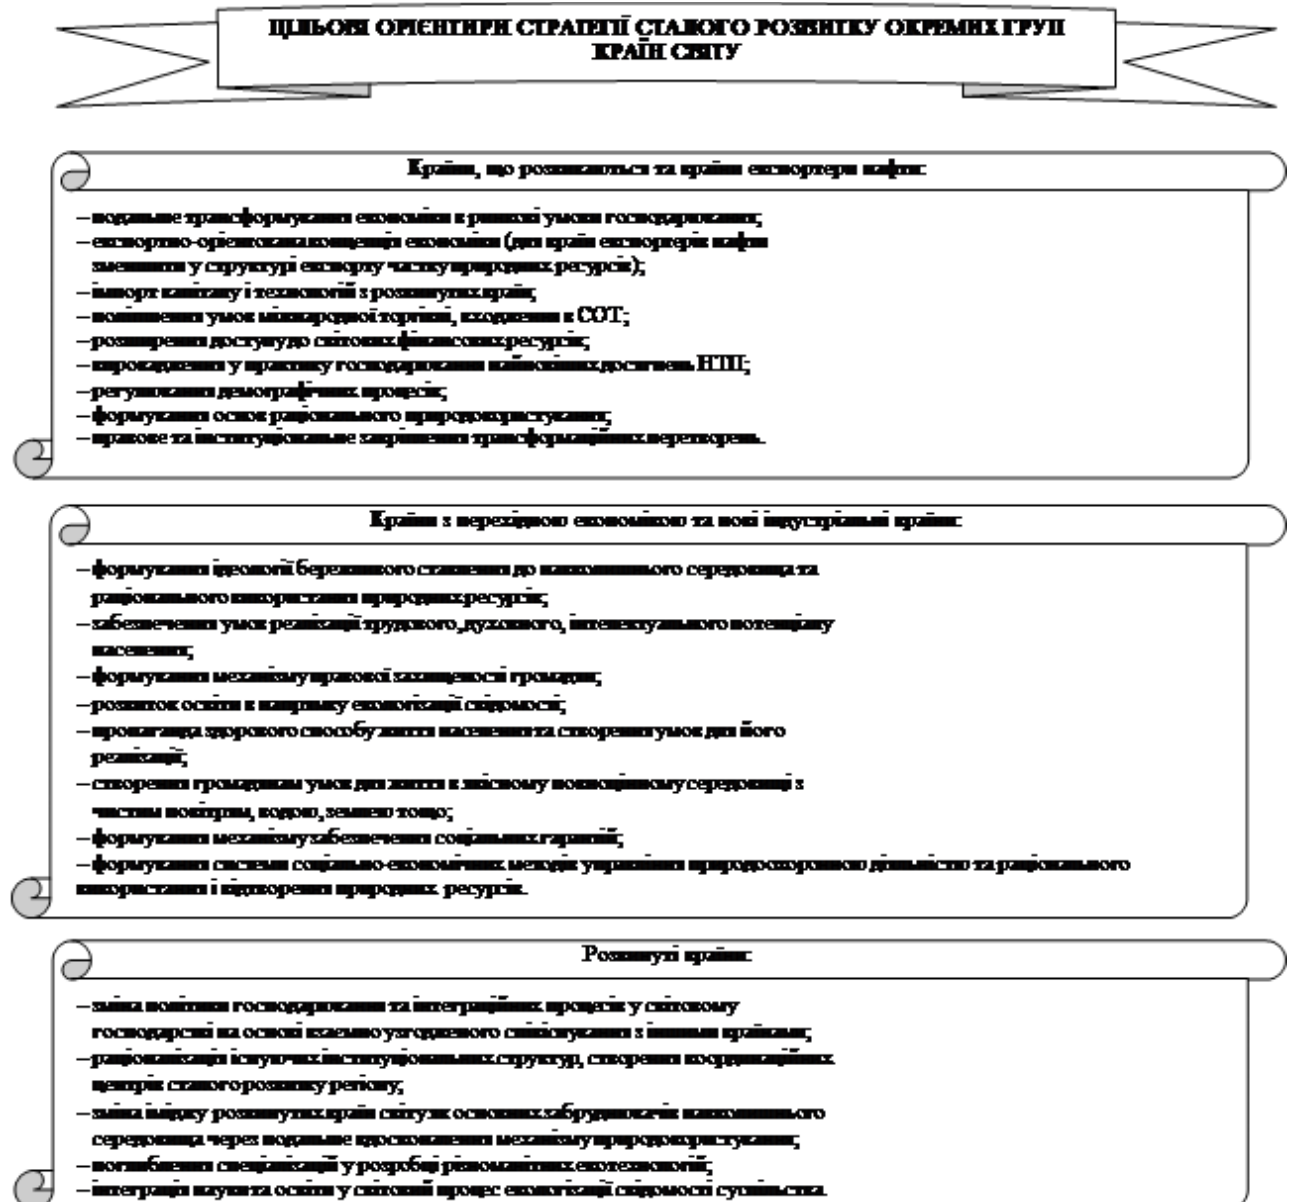 ЦІЛЬОВІ ОРІЄНТИРИ СТРАТЕГІЇ СТАЛОГО РОЗВИТКУ ОКРЕМИХ ГРУП
КРАЇН СВІТУ
Країни, що розвиваються та країни експортери нафти:
– подальше трансформування економіки в ринкові умови господарювання;
– експортно-орієнтована концепція економіки (для країн експортерів нафти
зменшити у структурі експорту частку природних ресурсів);
– імпорт капіталу і технологій з розвинутих країн;
– поліпшення умов міжнародної торгівлі, входження в СОТ;
– розширення доступу до світових фінансових ресурсів;
– впровадження у практику господарювання найновіших досягнень НТП;
– регулювання демографічних процесів;
– формування основ раціонального природокористування;
– правове та інституціональне закріплення трансформаційних перетворень.
Країни з перехідною економікою та нові індустріальні країни:
– формування ідеології бережливого ставлення до навколишнього середовища та
раціонального використання природних ресурсів;
– забезпечення умов реалізації трудового, духовного, інтелектуального потенціалу
населення;
– формування механізму правової захищеності громадян;
– розвиток освіти в напрямку екологізації свідомості;
– пропаганда здорового способу життя населення та створення умов для його
реалізації;
– створення громадянам умов для життя в якісному повноцінному середовищі з
чистим повітрям, водою, землею тощо;
– формування механізму забезпечення соціальних гарантій;
– формування системи соціально-економічних методів управління природоохоронною діяльністю та раціонального
використання і відтворення природних ресурсів.
Розвинуті країни:
– зміна політики господарювання та інтеграційних процесів у світовому
господарстві на основі взаємно узгодженого співіснування з іншими країнами;
– раціоналізація існуючих інституціональних структур, створення координаційних
центрів сталого розвитку регіону;
– зміна іміджу розвинутих країн світу як основних забруднювачів навколишнього
середовища через подальше вдосконалення механізму природокористування;
– поглиблення спеціалізації у розробці різноманітних екотехнологій;
– інтеграція науки та освіти у світовий процес екологізації свідомості суспільства.